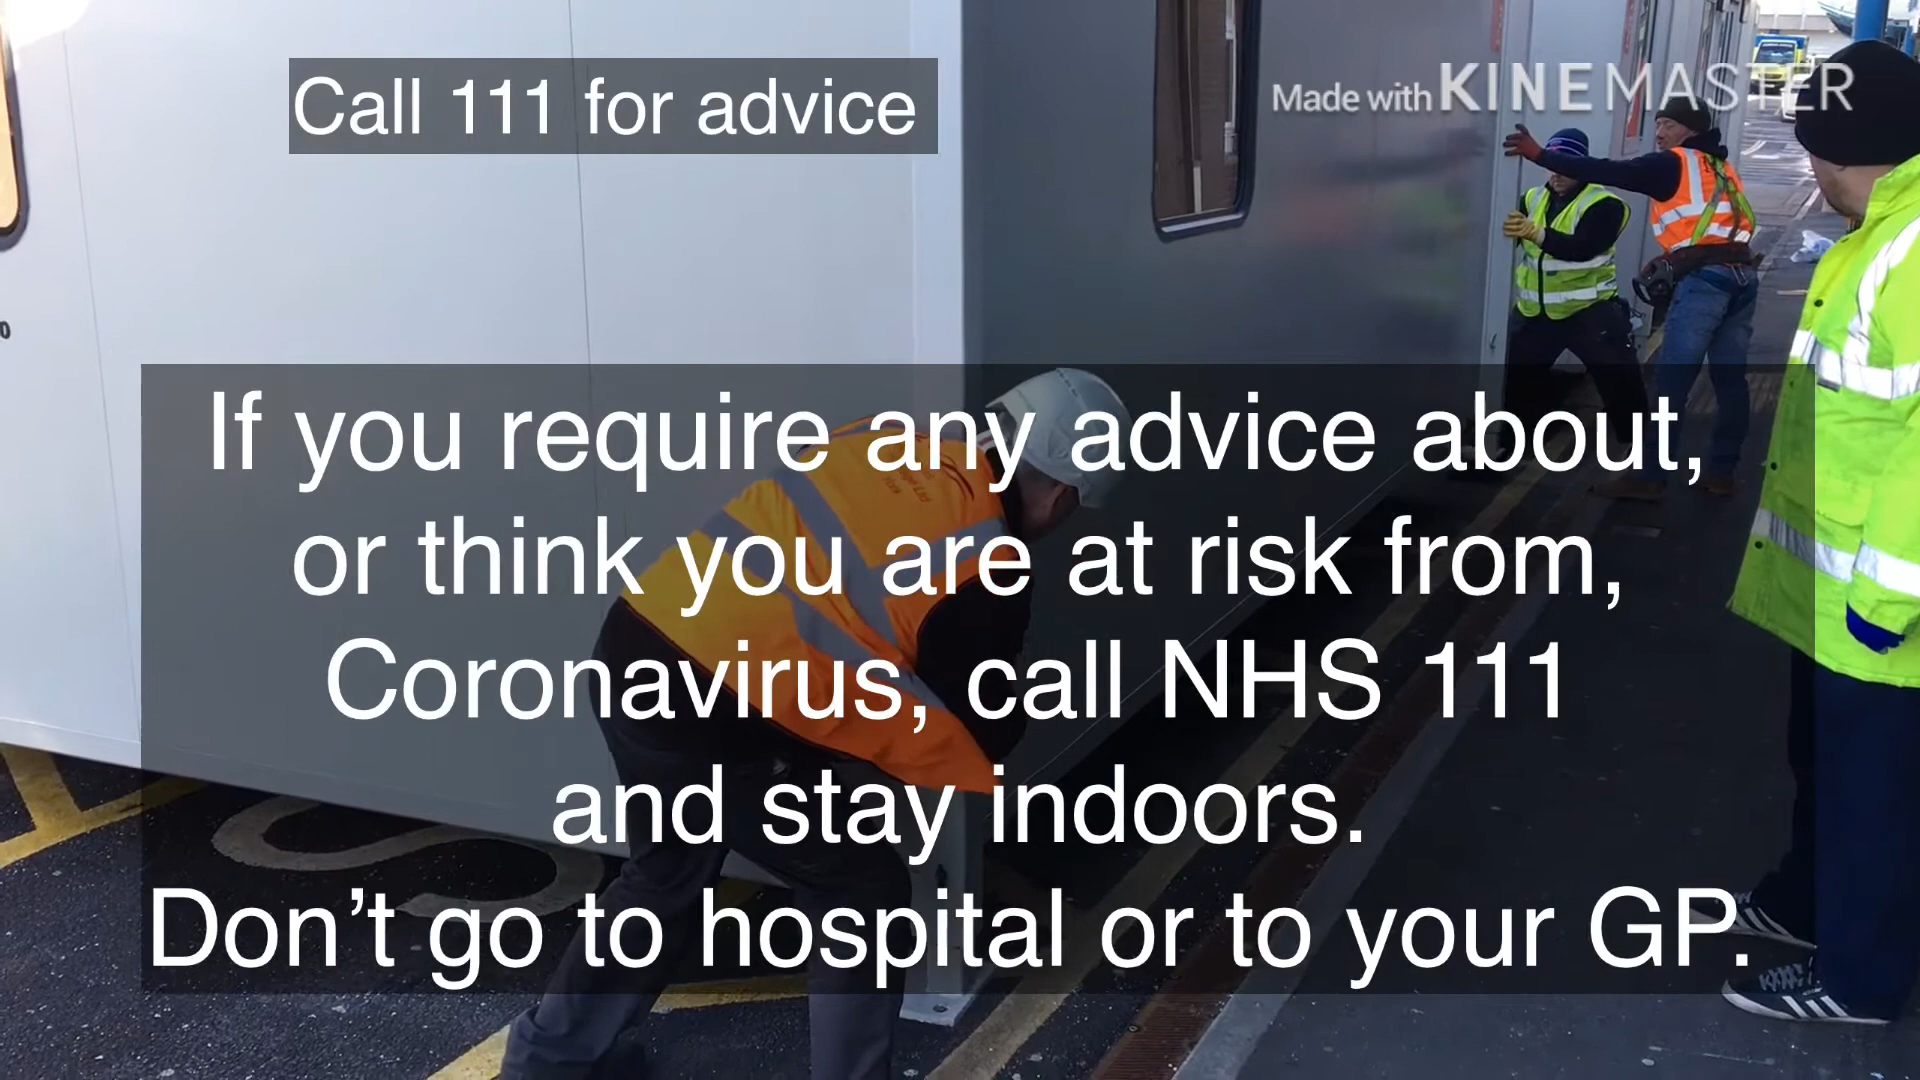 Call 111 for advice
Made with KINEMASTER
If you require any advice about,
or think you are at risk from,
Coronavirus, call NHS 111
and stay indoors.
Don’t go to hospital or to your GP.